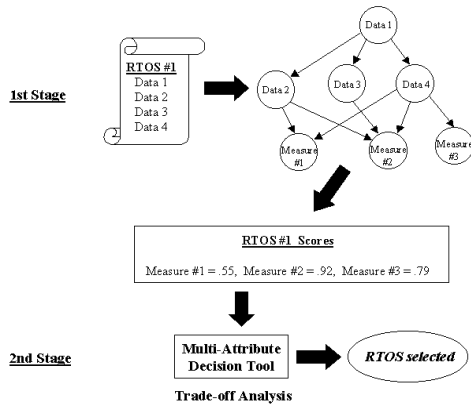 1st Stage
RTOS #1
Data 1
Data 2
Data 3
Data 4
Data 1
Data 2
Data 3
Data 4
Measure #1
Measure #2
Measure #3
RTOS #1 Scores
Measure #1 = .55, Measure #2 = .92, Measure #3 = .79
2nd Stage
Multi-Attribute
Decision Tool
RTOS selected
Trade-off Analysis